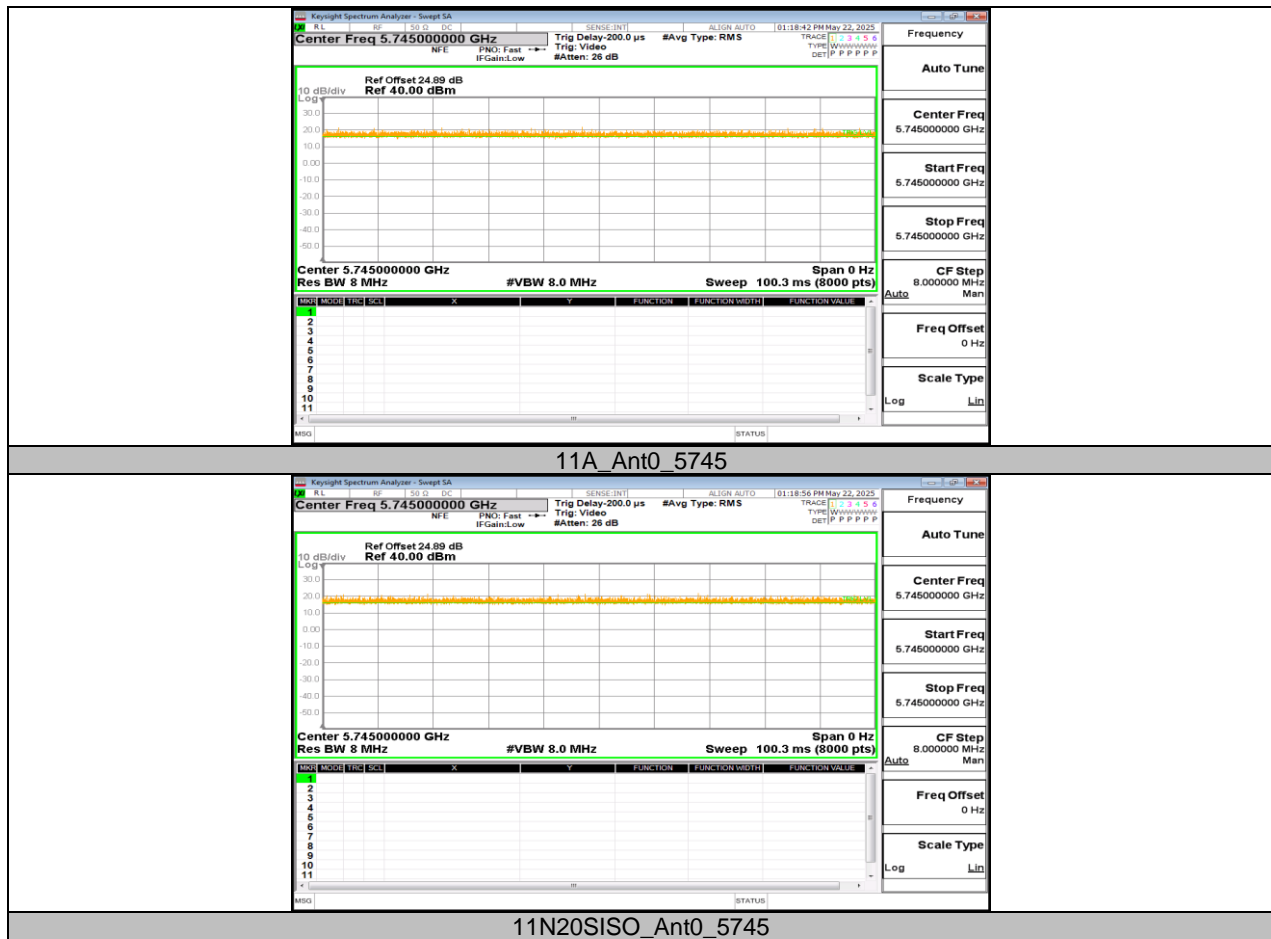 Keysight Spectrum Analyzer - Swept SA
RL RF 50 Ω DC SENSE:INT ALIGN AUTO 01:18:42 PM May 22, 2025
Center Freq 5.745000000 GHz Trig Delay-200.0 µs #Avg Type: RMS TRACE 1 2 3 4 5 6
NFE PNO: Fast Trig: Video TYPE WWWWWW
IFGain:Low #Atten: 26 dB DET P P P P P P
Ref Offset 24.89 dB
10 dB/div Ref 40.00 dBm
Log
30.0
20.0
10.0
0.00
-10.0
-20.0
-30.0
-40.0
-50.0
Center 5.745000000 GHz Span 0 Hz
Res BW 8 MHz #VBW 8.0 MHz Sweep 100.3 ms (8000 pts)
MKR MODE TRC SCL X Y FUNCTION FUNCTION WIDTH FUNCTION VALUE
1
2
3
4
5
6
7
8
9
10
11
MSG STATUS
Frequency
Auto Tune
Center Freq
5.745000000 GHz
Start Freq
5.745000000 GHz
Stop Freq
5.745000000 GHz
CF Step
8.000000 MHz
Auto Man
Freq Offset
0 Hz
Scale Type
Log Lin
11A_Ant0_5745
Keysight Spectrum Analyzer - Swept SA
RL RF 50 Ω DC SENSE:INT ALIGN AUTO 01:18:56 PM May 22, 2025
Center Freq 5.745000000 GHz Trig Delay-200.0 µs #Avg Type: RMS TRACE 1 2 3 4 5 6
NFE PNO: Fast Trig: Video TYPE WWWWWW
IFGain:Low #Atten: 26 dB DET P P P P P P
Ref Offset 24.89 dB
10 dB/div Ref 40.00 dBm
Log
30.0
20.0
10.0
0.00
-10.0
-20.0
-30.0
-40.0
-50.0
Center 5.745000000 GHz Span 0 Hz
Res BW 8 MHz #VBW 8.0 MHz Sweep 100.3 ms (8000 pts)
MKR MODE TRC SCL X Y FUNCTION FUNCTION WIDTH FUNCTION VALUE
1
2
3
4
5
6
7
8
9
10
11
MSG STATUS
Frequency
Auto Tune
Center Freq
5.745000000 GHz
Start Freq
5.745000000 GHz
Stop Freq
5.745000000 GHz
CF Step
8.000000 MHz
Auto Man
Freq Offset
0 Hz
Scale Type
Log Lin
11N20SISO_Ant0_5745